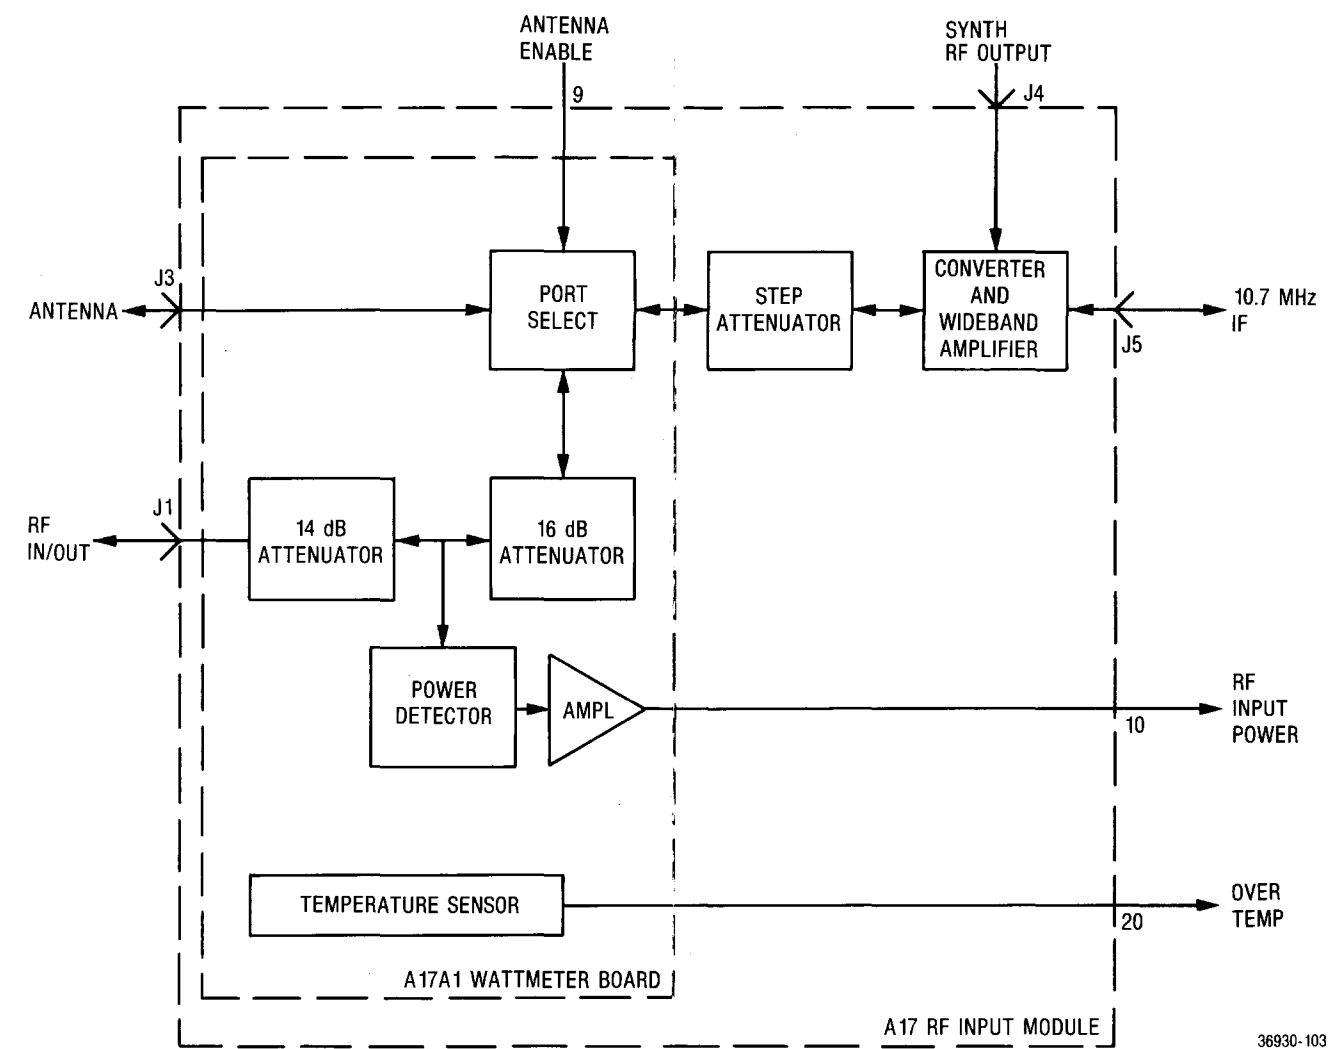 ANTENNA
ENABLE
SYNTH
RF OUTPUT
9
J4
J3
ANTENNA
PORT
SELECT
STEP
ATTENUATOR
CONVERTER
AND
WIDEBAND
AMPLIFIER
10.7 MHz
IF
J5
J1
RF
IN/OUT
14 dB
ATTENUATOR
16 dB
ATTENUATOR
POWER
DETECTOR
AMPL
RF
INPUT
POWER
10
TEMPERATURE SENSOR
OVER
TEMP
20
A17A1 WATTMETER BOARD
A17 RF INPUT MODULE
36930-103